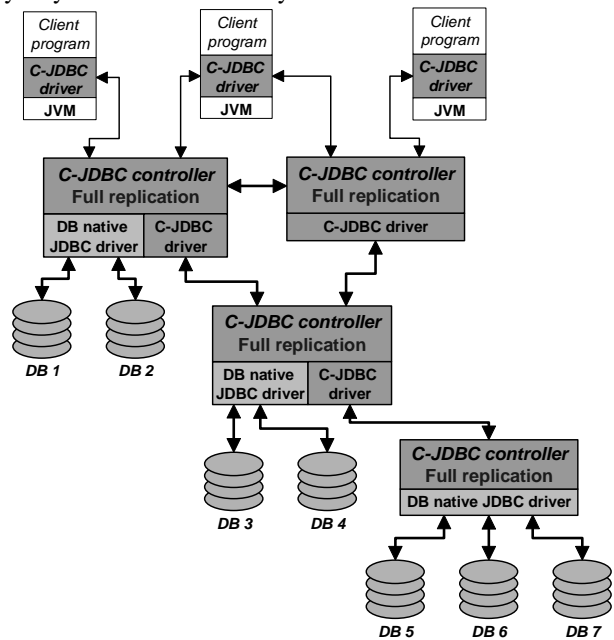 Client
program
C-JDBC
driver
JVM
Client
program
C-JDBC
driver
JVM
Client
program
C-JDBC
driver
JVM
C-JDBC controller
Full replication
DB native
JDBC driver
C-JDBC
driver
C-JDBC controller
Full replication
C-JDBC driver
DB 1
DB 2
C-JDBC controller
Full replication
DB native
JDBC driver
C-JDBC
driver
DB 3
DB 4
C-JDBC controller
Full replication
DB native JDBC driver
DB 5
DB 6
DB 7